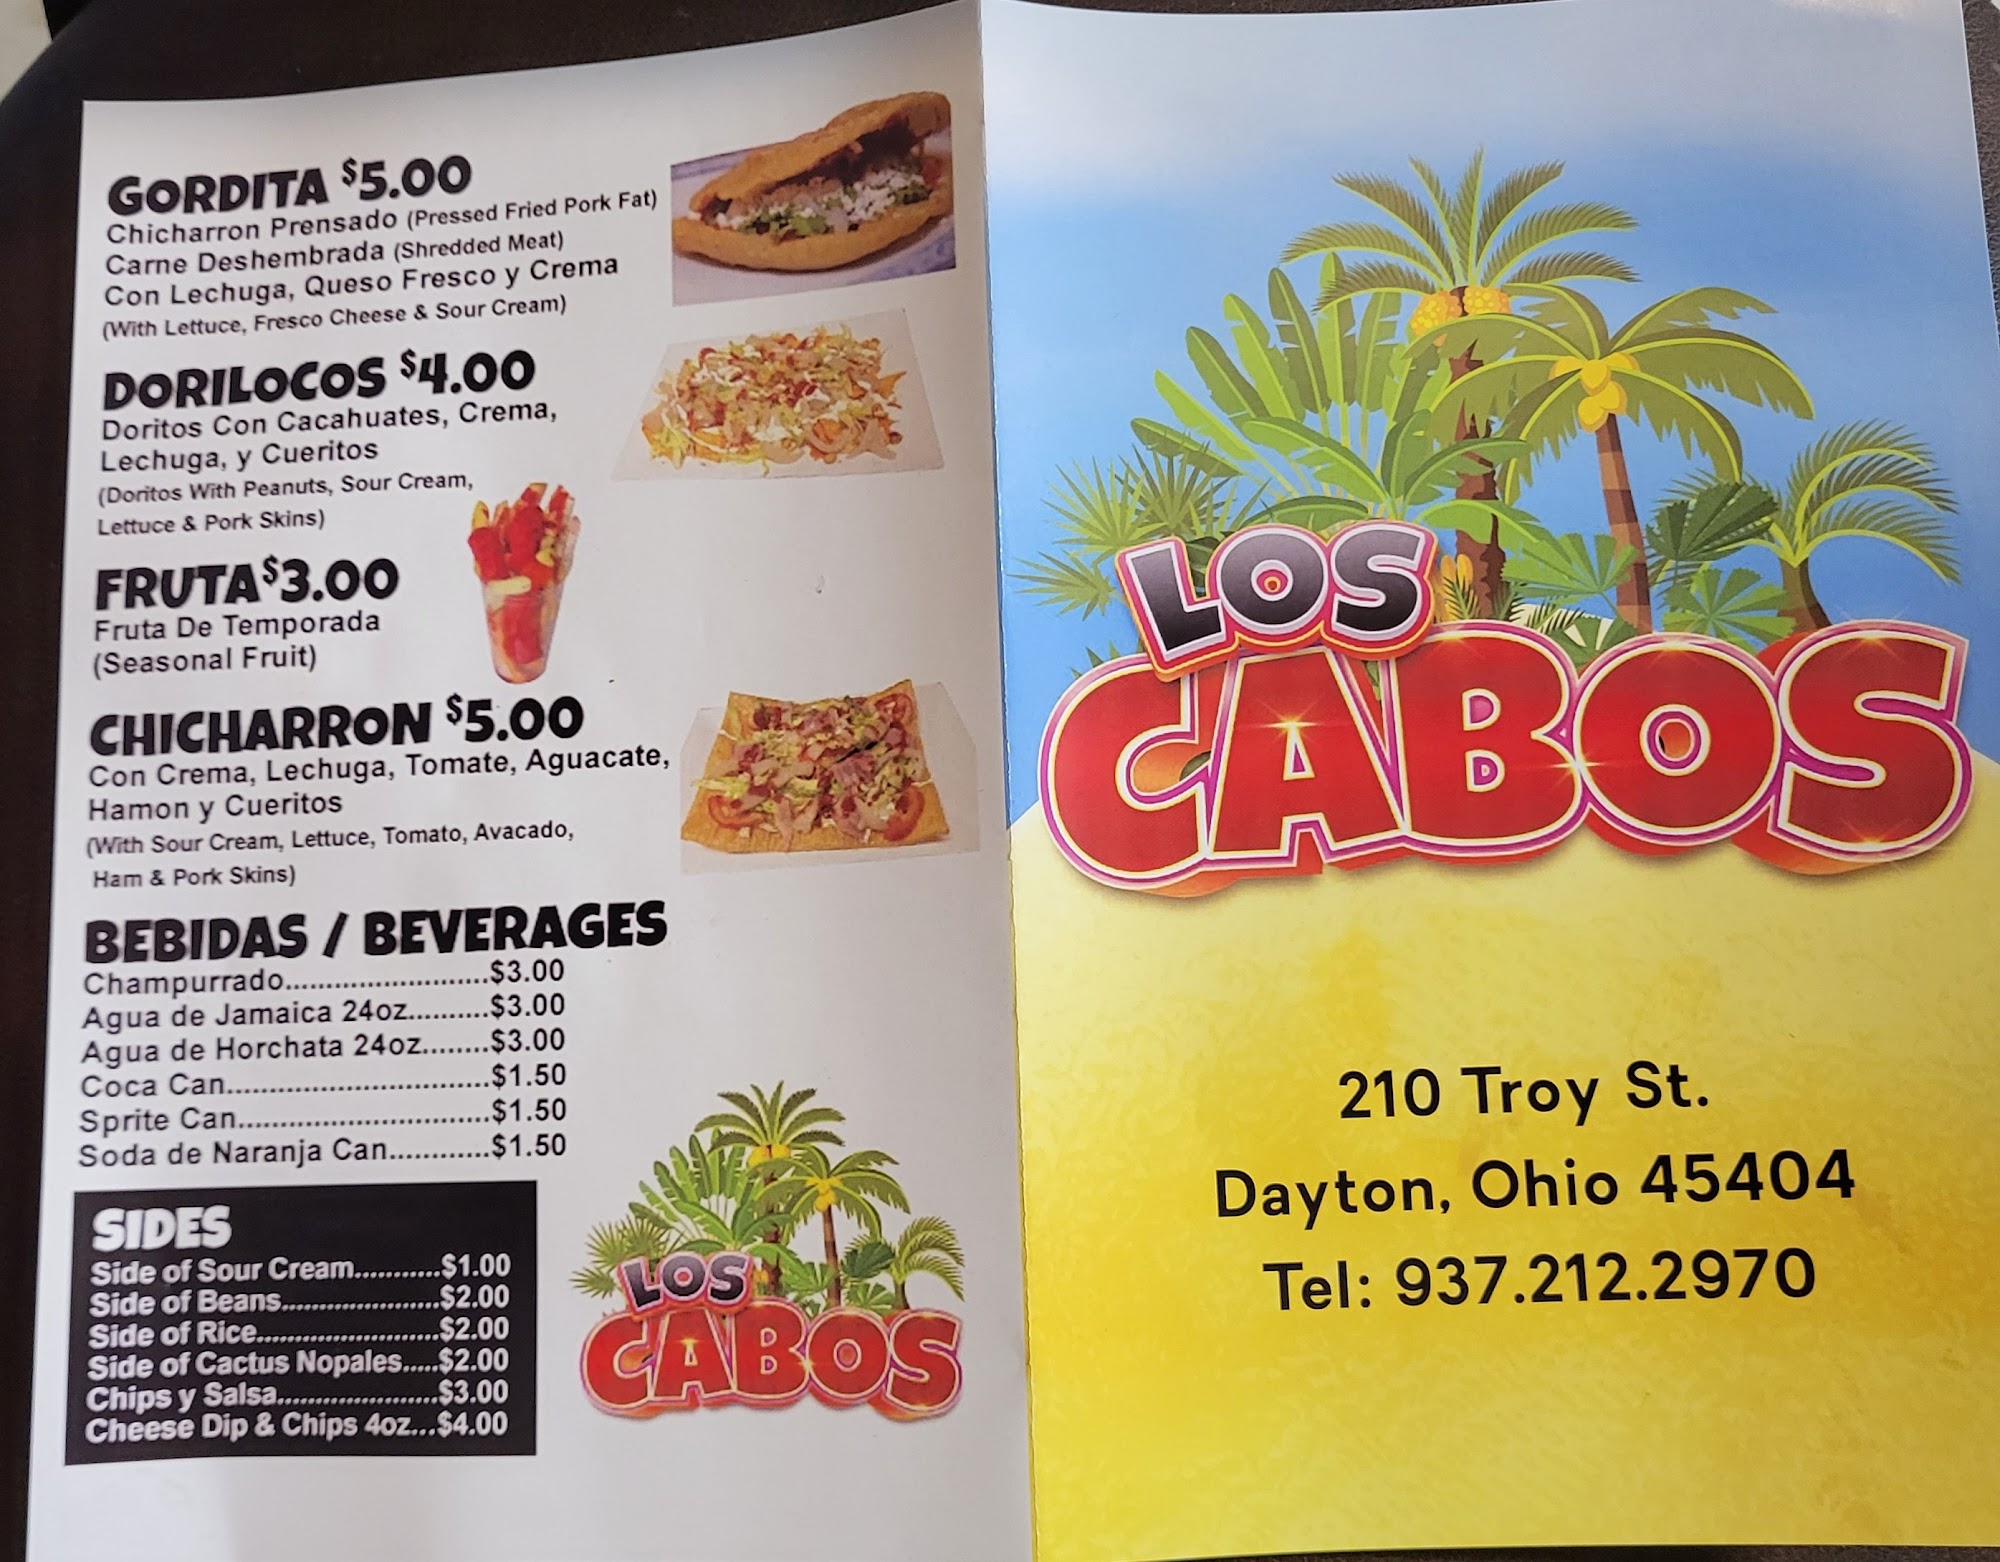 GORDITA $5.00
Chicharron Prensado (Pressed Fried Pork Fat)
Carne Deshembrada (Shredded Meat)
Con Lechuga, Queso Fresco y Crema
(With Lettuce, Fresco Cheese & Sour Cream)
DORILOCOS $4.00
Doritos Con Cacahuates, Crema,
Lechuga, y Cueritos
(Doritos With Peanuts, Sour Cream,
Lettuce & Pork Skins)
FRUTA $3.00
Fruta De Temporada
(Seasonal Fruit)
CHICHARRON $5.00
Con Crema, Lechuga, Tomate, Aguacate,
Hamon y Cueritos
(With Sour Cream, Lettuce, Tomato, Avacado,
Ham & Pork Skins)
BEBIDAS / BEVERAGES
Champurrado.........................$3.00
Agua de Jamaica 24oz..........$3.00
Agua de Horchata 24oz........$3.00
Coca Can................................$1.50
Sprite Can...............................$1.50
Soda de Naranja Can............$1.50
SIDES
Side of Sour Cream............$1.00
Side of Beans......................$2.00
Side of Rice.........................$2.00
Side of Cactus Nopales.....$2.00
Chips y Salsa......................$3.00
Cheese Dip & Chips 4oz...$4.00
LOS
CABOS
LOS
CABOS
210 Troy St.
Dayton, Ohio 45404
Tel: 937.212.2970